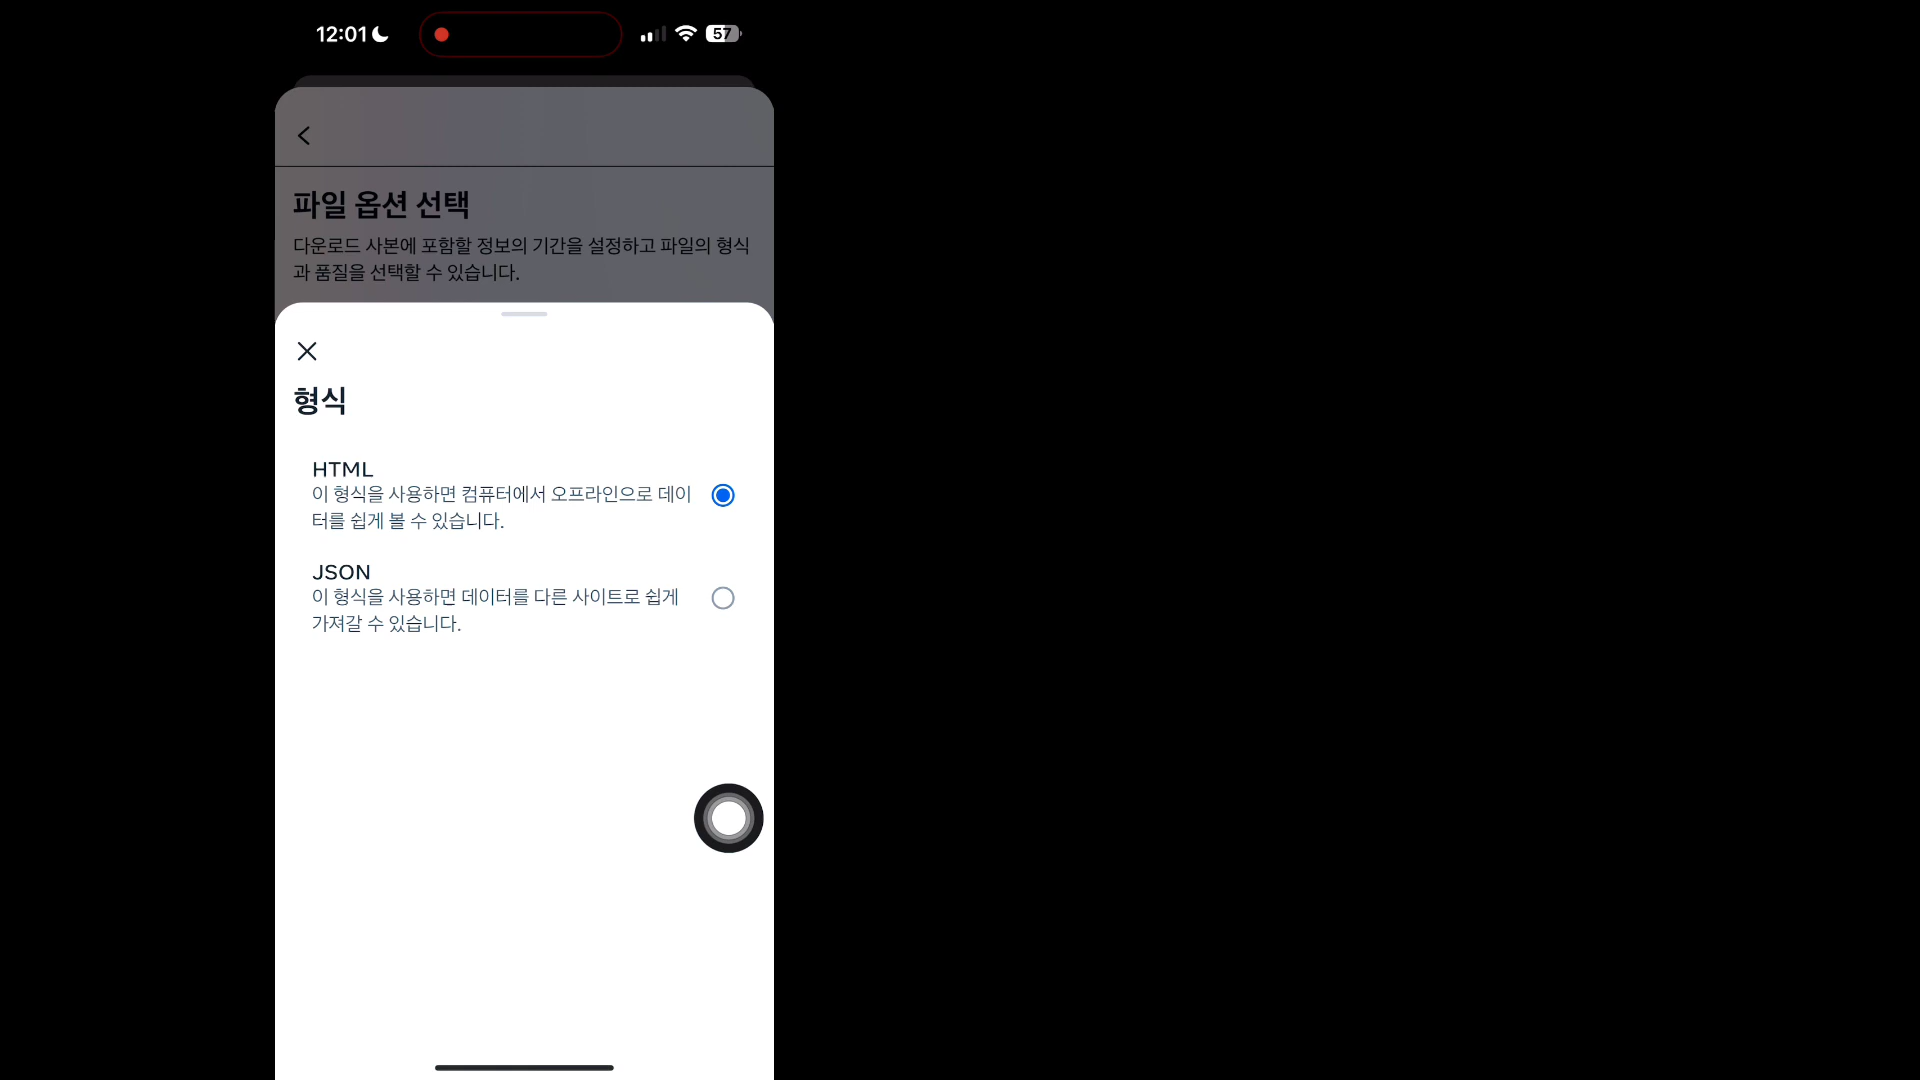 12:01
57
파일 옵션 선택
다운로드 사본에 포함할 정보의 기간을 설정하고 파일의 형식
과 품질을 선택할 수 있습니다.
형식
HTML
이 형식을 사용하면 컴퓨터에서 오프라인으로 데이
터를 쉽게 볼 수 있습니다.
JSON
이 형식을 사용하면 데이터를 다른 사이트로 쉽게
가져갈 수 있습니다.